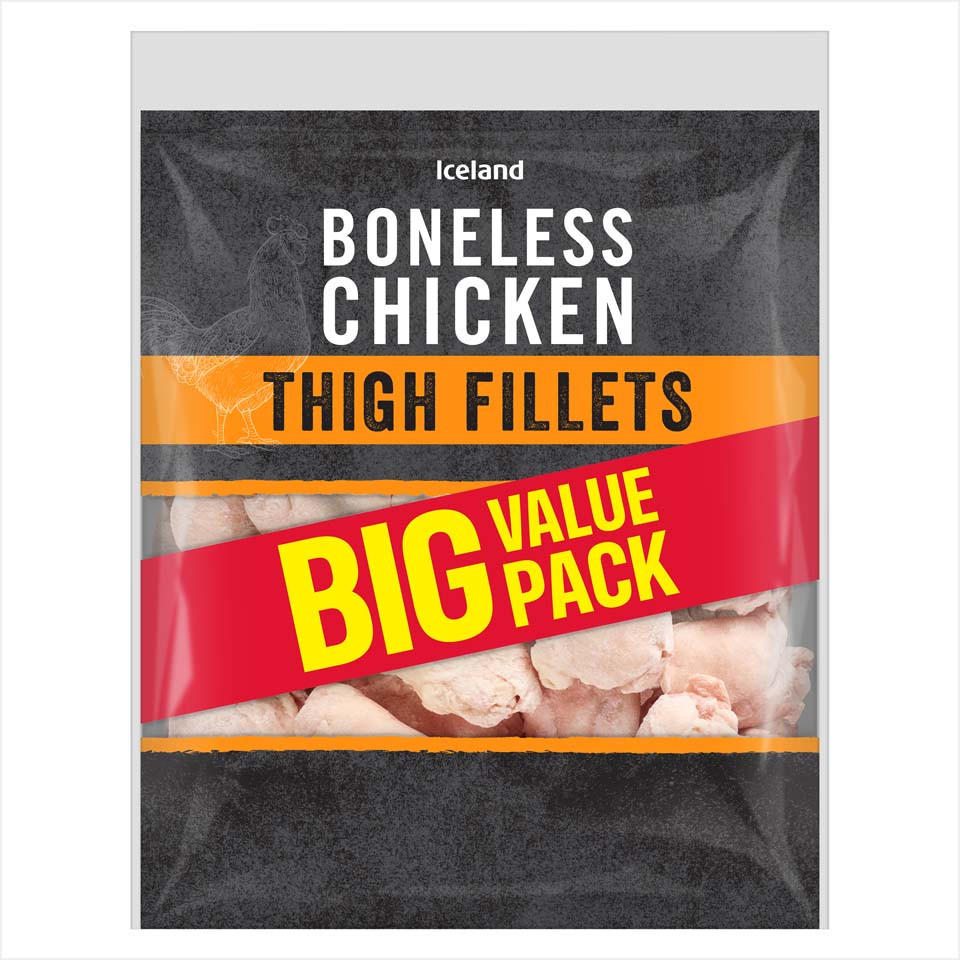 Iceland
BONELESS
CHICKEN
THIGH FILLETS
BIG VALUE
PACK